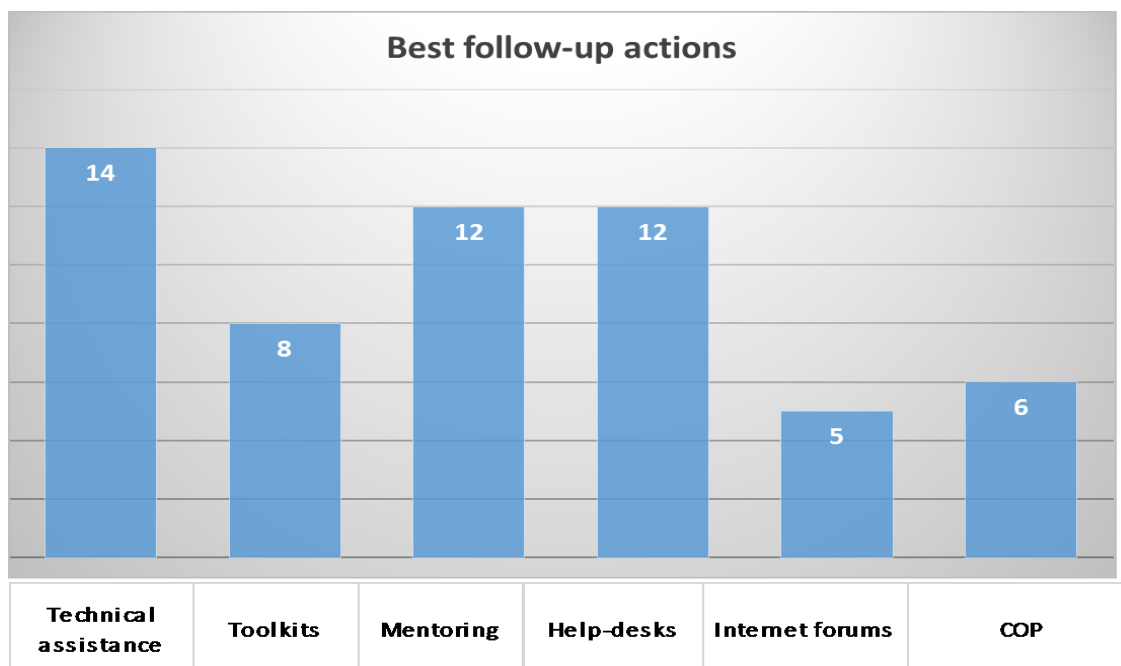 Best follow-up actions
14
8
12
12
5
6
Technical
assistance
Toolkits
Mentoring
Help-desks
Internet forums
COP